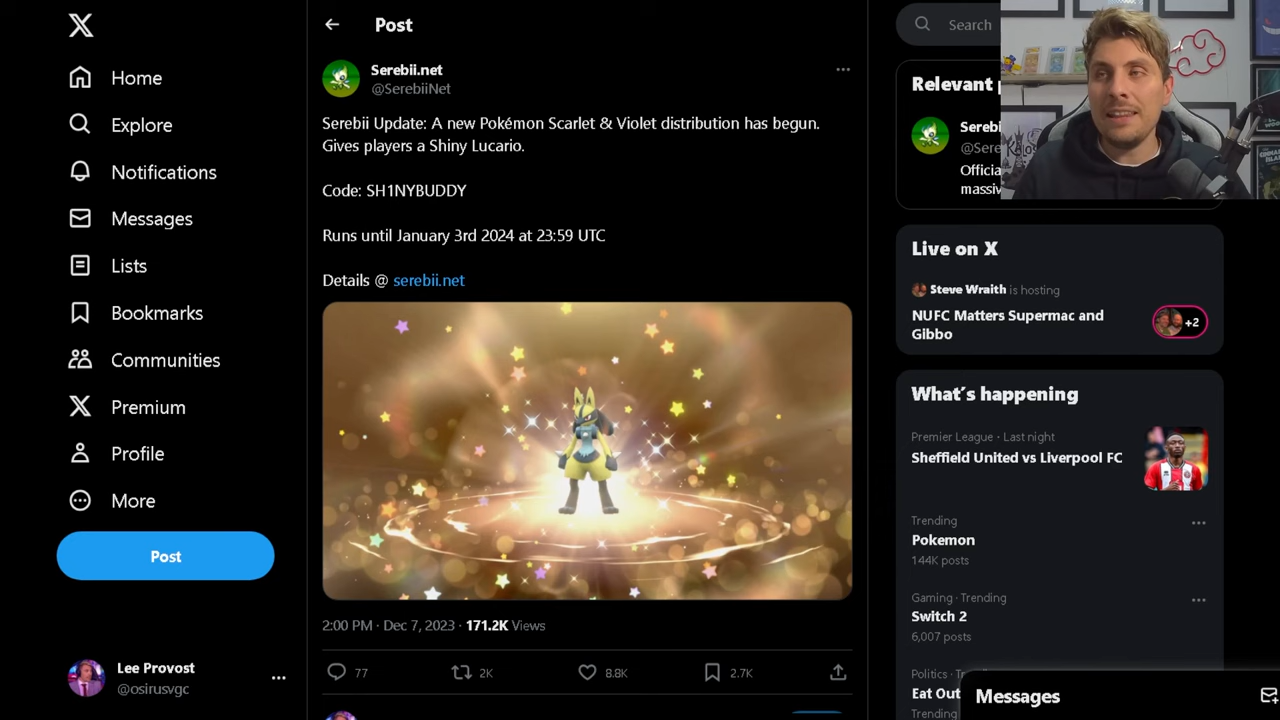 Home
Explore
Notifications
Messages
Lists
Bookmarks
Communities
Premium
Profile
More
Post
Lee Provost
@osirusvgc
Post
Serebii.net
@SerebiiNet
Serebii Update: A new Pokémon Scarlet & Violet distribution has begun.
Gives players a Shiny Lucario.
Code: SH1NYBUDDY
Runs until January 3rd 2024 at 23:59 UTC
Details @ serebii.net
2:00 PM · Dec 7, 2023 · 171.2K Views
77 2K 8.8K 2.7K
Search
Relevant
Live on X
Steve Wraith is hosting
NUFC Matters Supermac and
Gibbo
+2
What's happening
Premier League · Last night
Sheffield United vs Liverpool FC
Trending
Pokemon
144K posts
Gaming · Trending
Switch 2
6,007 posts
Politics
Eat Out
Trending
Messages